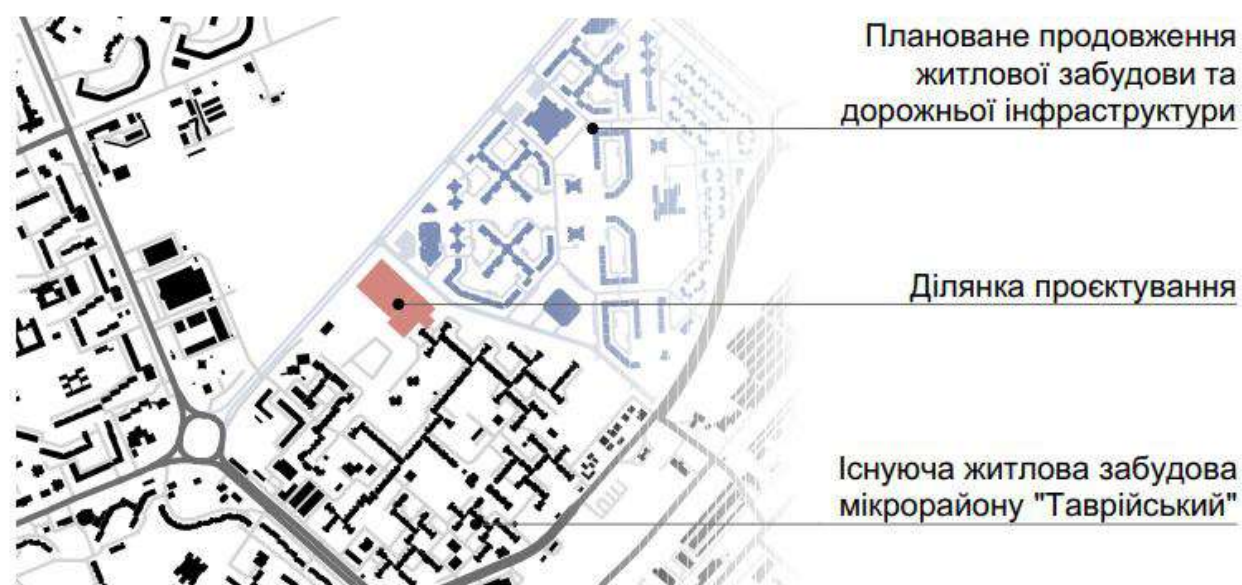 Плановане продовження
житлової забудови та
дорожньої інфраструктури
Ділянка проєктування
Існуюча житлова забудова
мікрорайону "Таврійський"